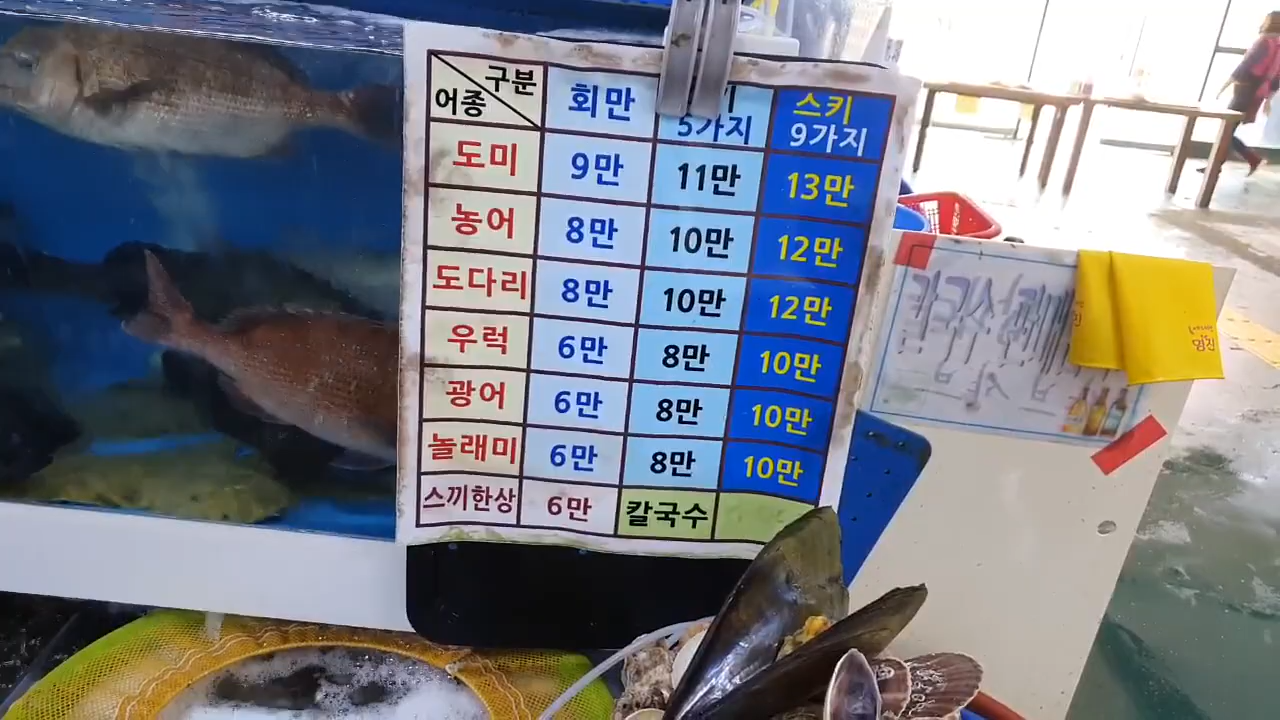 구분
어종
회만
5가지
스키
9가지
도미 9만 11만 13만
농어 8만 10만 12만
도다리 8만 10만 12만
우럭 6만 8만 10만
광어 6만 8만 10만
놀래미 6만 8만 10만
스끼한상 6만 칼국수